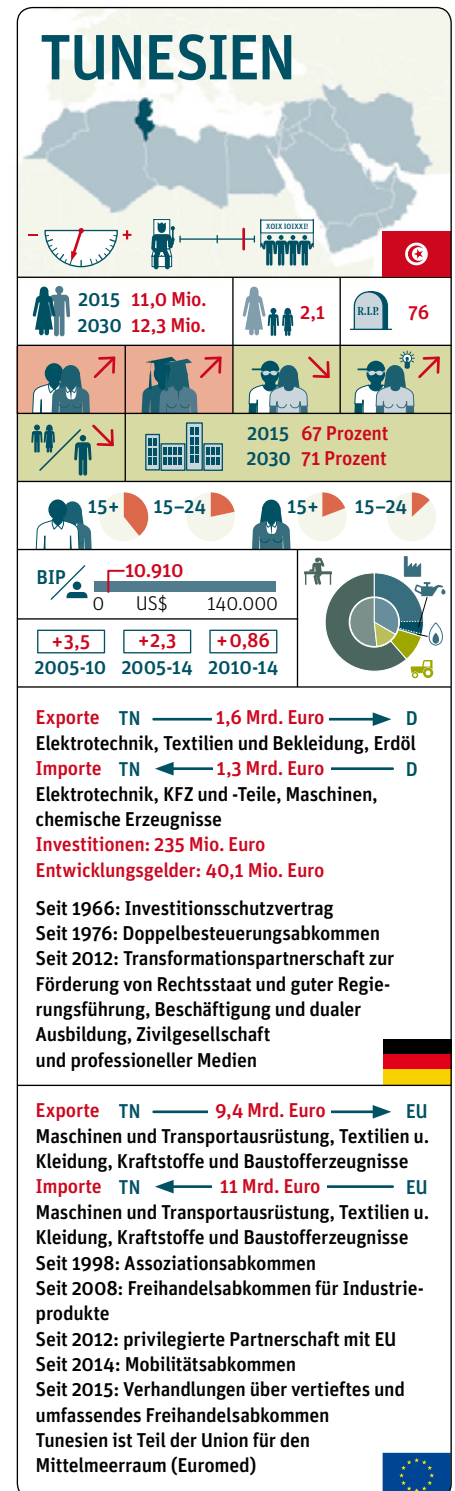 TUNESIEN
XOIX IOIXXI!
− +
2015 11,0 Mio.
2030 12,3 Mio.
2,1
R.I.P.
76
2015 67 Prozent
2030 71 Prozent
15+ 15–24 15+ 15–24
BIP
10.910
0 US$ 140.000
+3,5 +2,3 +0,86
2005-10 2005-14 2010-14
Exporte TN 1,6 Mrd. Euro D
Elektrotechnik, Textilien und Bekleidung, Erdöl
Importe TN 1,3 Mrd. Euro D
Elektrotechnik, KFZ und -Teile, Maschinen,
chemische Erzeugnisse
Investitionen: 235 Mio. Euro
Entwicklungsgelder: 40,1 Mio. Euro
Seit 1966: Investitionsschutzvertrag
Seit 1976: Doppelbesteuerungsabkommen
Seit 2012: Transformationspartnerschaft zur
Förderung von Rechtsstaat und guter Regie-
rungsführung, Beschäftigung und dualer
Ausbildung, Zivilgesellschaft
und professioneller Medien
Exporte TN 9,4 Mrd. Euro EU
Maschinen und Transportausrüstung, Textilien u.
Kleidung, Kraftstoffe und Baustofferzeugnisse
Importe TN 11 Mrd. Euro EU
Maschinen und Transportausrüstung, Textilien u.
Kleidung, Kraftstoffe und Baustofferzeugnisse
Seit 1998: Assoziationsabkommen
Seit 2008: Freihandelsabkommen für Industrie-
produkte
Seit 2012: privilegierte Partnerschaft mit EU
Seit 2014: Mobilitätsabkommen
Seit 2015: Verhandlungen über vertieftes und
umfassendes Freihandelsabkommen
Tunesien ist Teil der Union für den
Mittelmeerraum (Euromed)